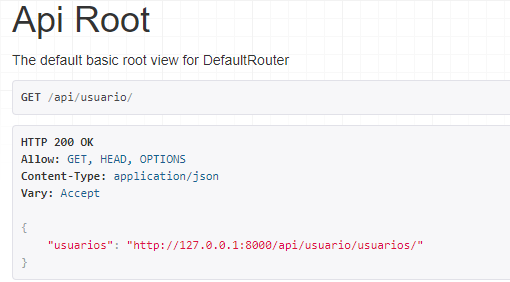 Api Root
The default basic root view for DefaultRouter
GET /api/usuario/
HTTP 200 OK
Allow: GET, HEAD, OPTIONS
Content-Type: application/json
Vary: Accept
{
    "usuarios": "http://127.0.0.1:8000/api/usuario/usuarios/"
}